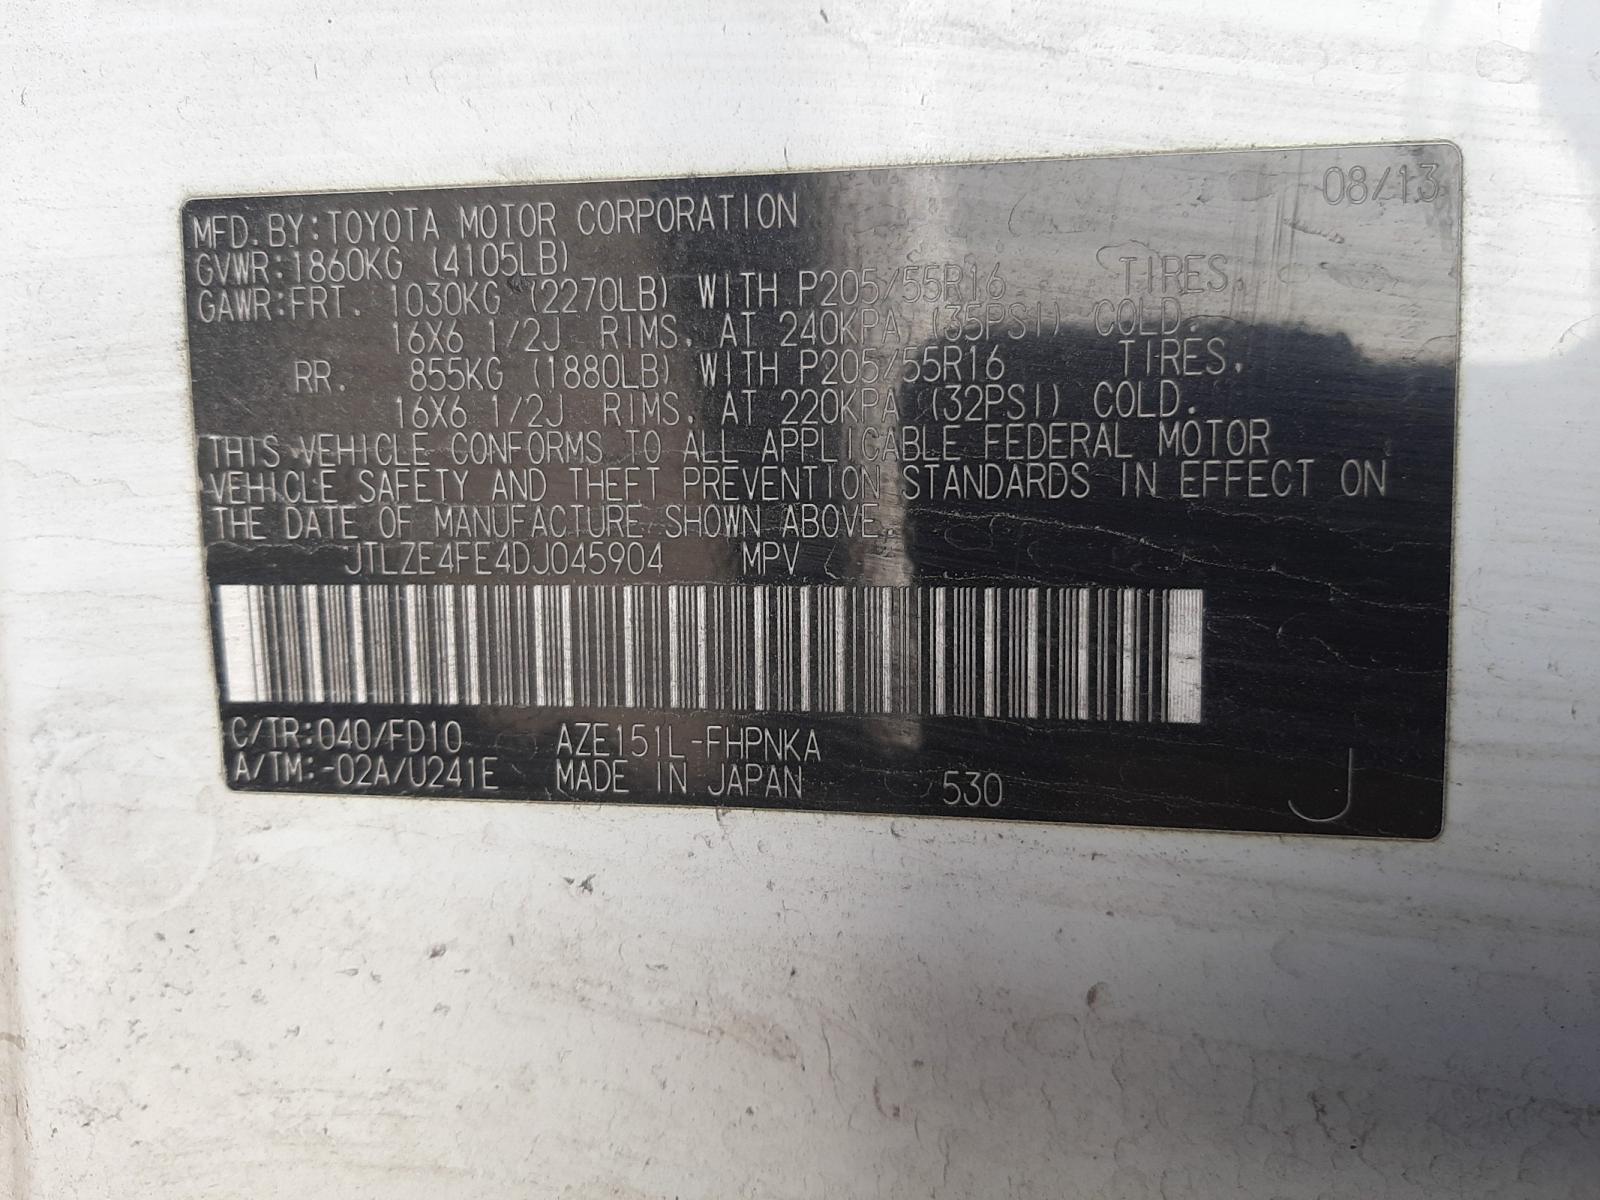 08/13
MFD. BY: TOYOTA MOTOR CORPORATION
GVWR: 1860KG (4105LB)
GAWR: FRT. 1030KG (2270LB) WITH P205/55R16 TIRES,
16X6 1/2J RIMS, AT 240KPA (35PSI) COLD.
RR. 855KG (1880LB) WITH P205/55R16 TIRES,
16X6 1/2J RIMS, AT 220KPA (32PSI) COLD.
THIS VEHICLE CONFORMS TO ALL APPLICABLE FEDERAL MOTOR
VEHICLE SAFETY AND THEFT PREVENTION STANDARDS IN EFFECT ON
THE DATE OF MANUFACTURE SHOWN ABOVE.
JTLZE4FE4DJ045904 MPV
C/TR: 040/FD10 AZE151L-FHPNKA
A/TM: -02A/U241E MADE IN JAPAN 530 J